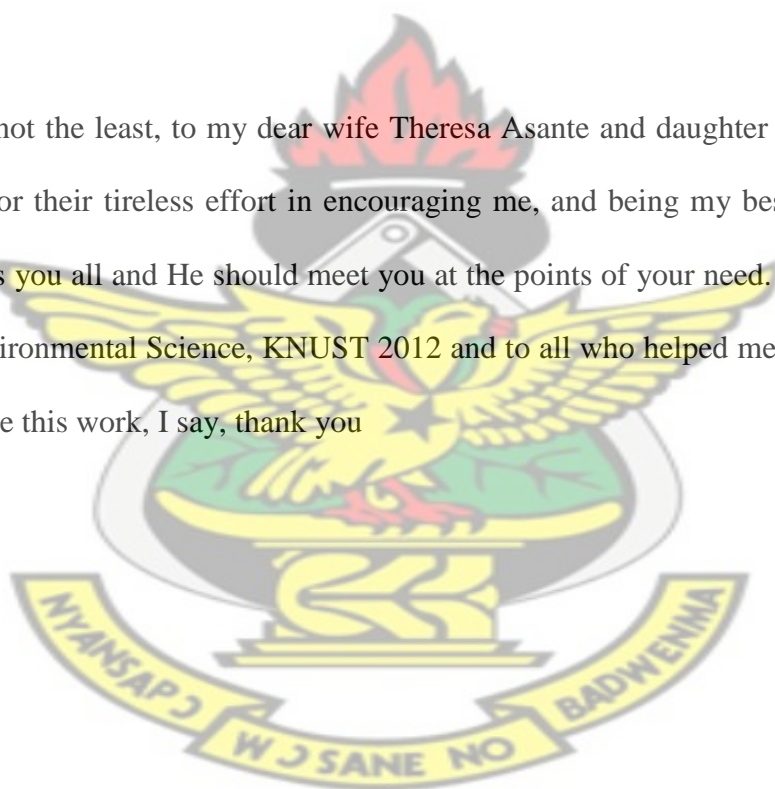 not the least, to my dear wife Theresa Asante and daughter
or their tireless effort in encouraging me, and being my bes
s you all and He should meet you at the points of your need.
ironmental Science, KNUST 2012 and to all who helped me
e this work, I say, thank you
NYANSAPƆ
WƆSANE NO
BADWENMA